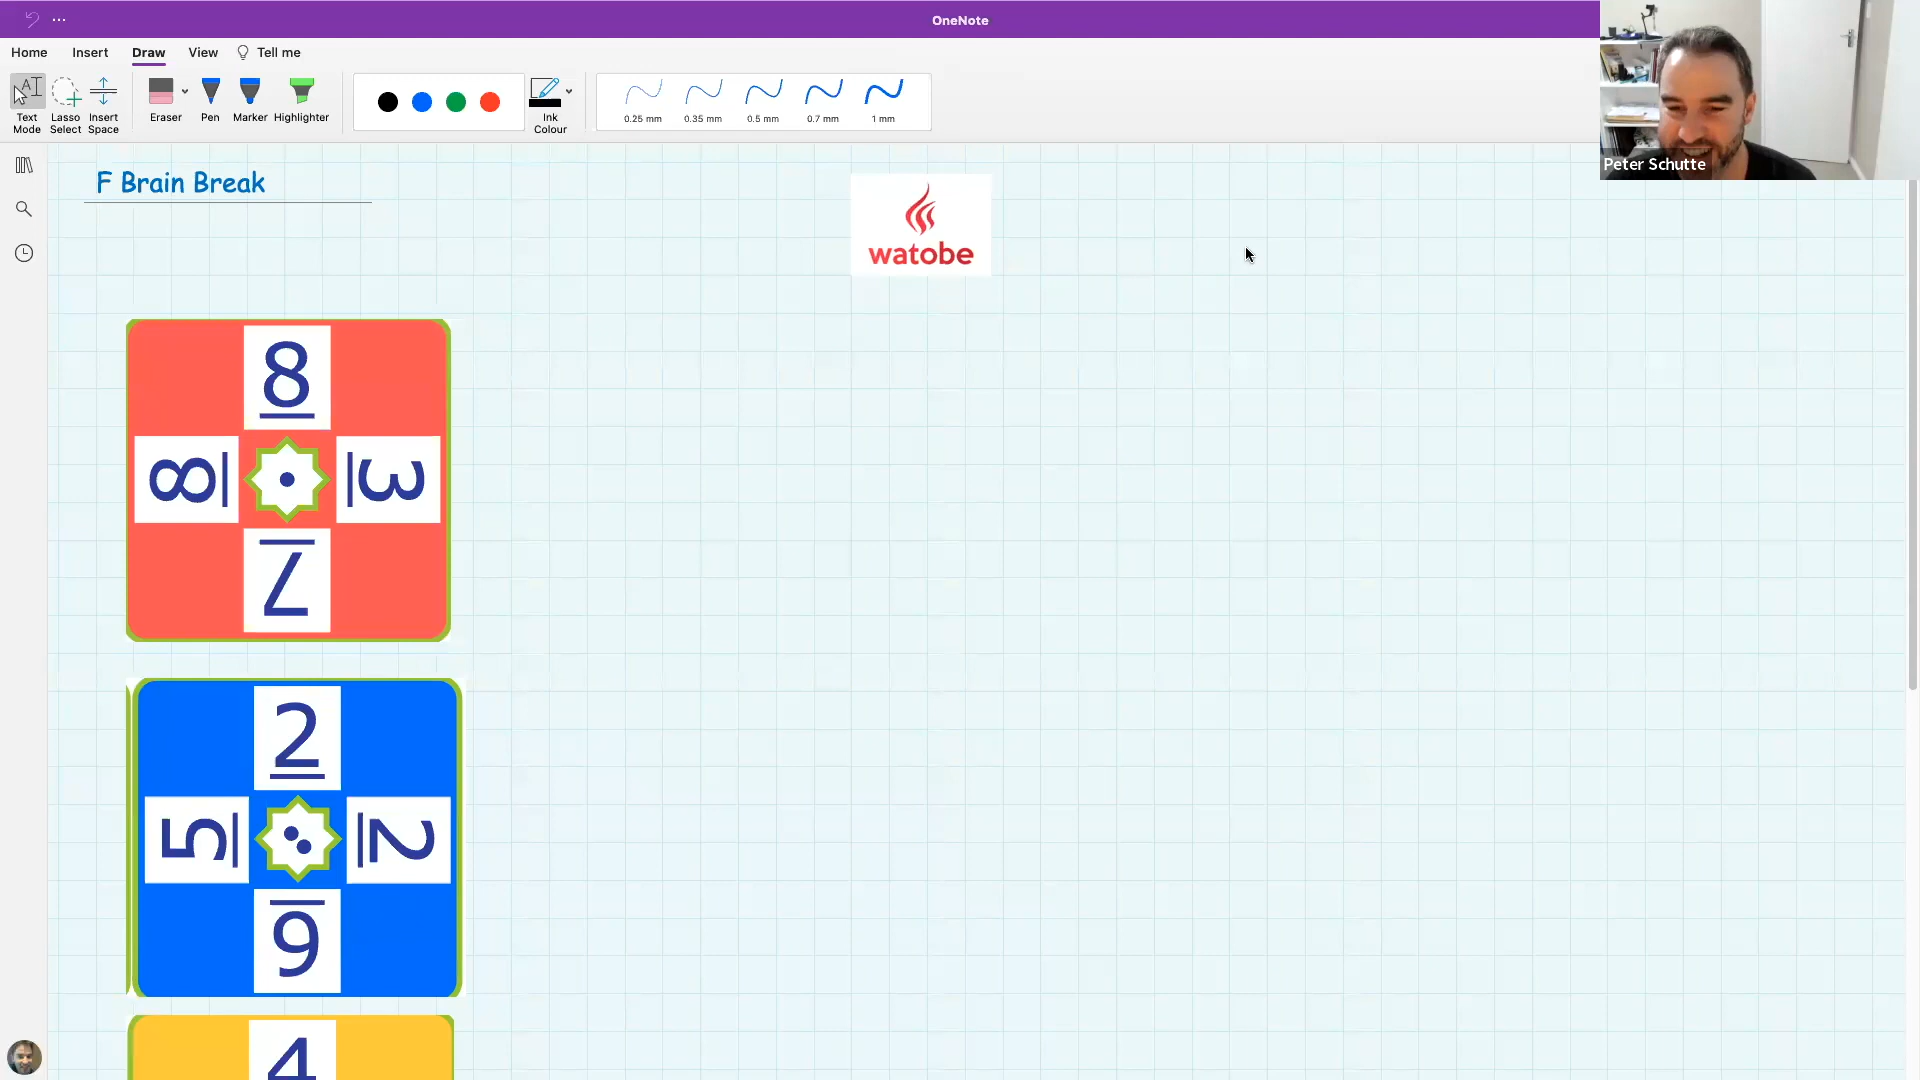 OneNote
Home Insert Draw View Tell me
Text Mode
Lasso Select
Insert Space
Eraser
Pen
Marker
Highlighter
Ink Colour
0.25 mm
0.35 mm
0.5 mm
0.7 mm
1 mm
Peter Schutte
F Brain Break
watobe
8
8
3
7
2
5
2
6
4